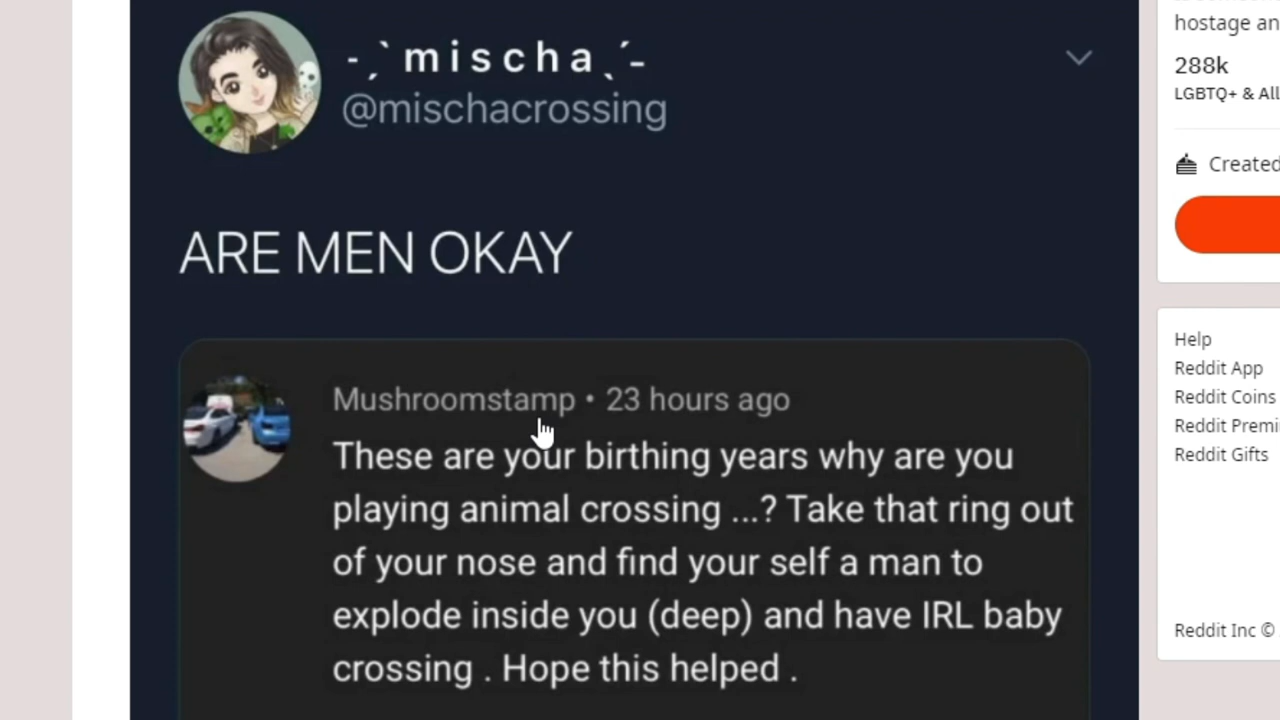 -ˏˋ m i s c h a ˎˊ-
@mischacrossing
ARE MEN OKAY
Mushroomstamp • 23 hours ago
These are your birthing years why are you
playing animal crossing ...? Take that ring out
of your nose and find your self a man to
explode inside you (deep) and have IRL baby
crossing . Hope this helped .
hostage an
288k
LGBTQ+ & All
Created
Help
Reddit App
Reddit Coins
Reddit Premi
Reddit Gifts
Reddit Inc ©